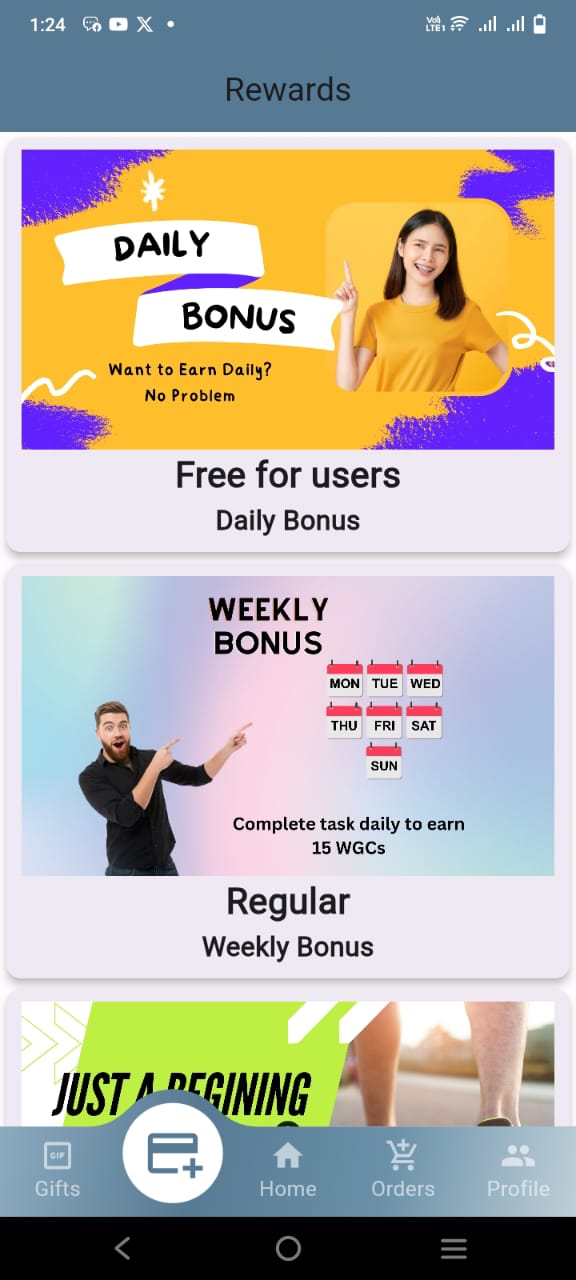 1:24
Vo) LTE1
Rewards
DAILY
BONUS
Want to Earn Daily?
No Problem
Free for users
Daily Bonus
WEEKLY
BONUS
MON TUE WED
THU FRI SAT
SUN
Complete task daily to earn
15 WGCs
Regular
Weekly Bonus
JUST A BEGINING
GIF
Gifts Home Orders Profile